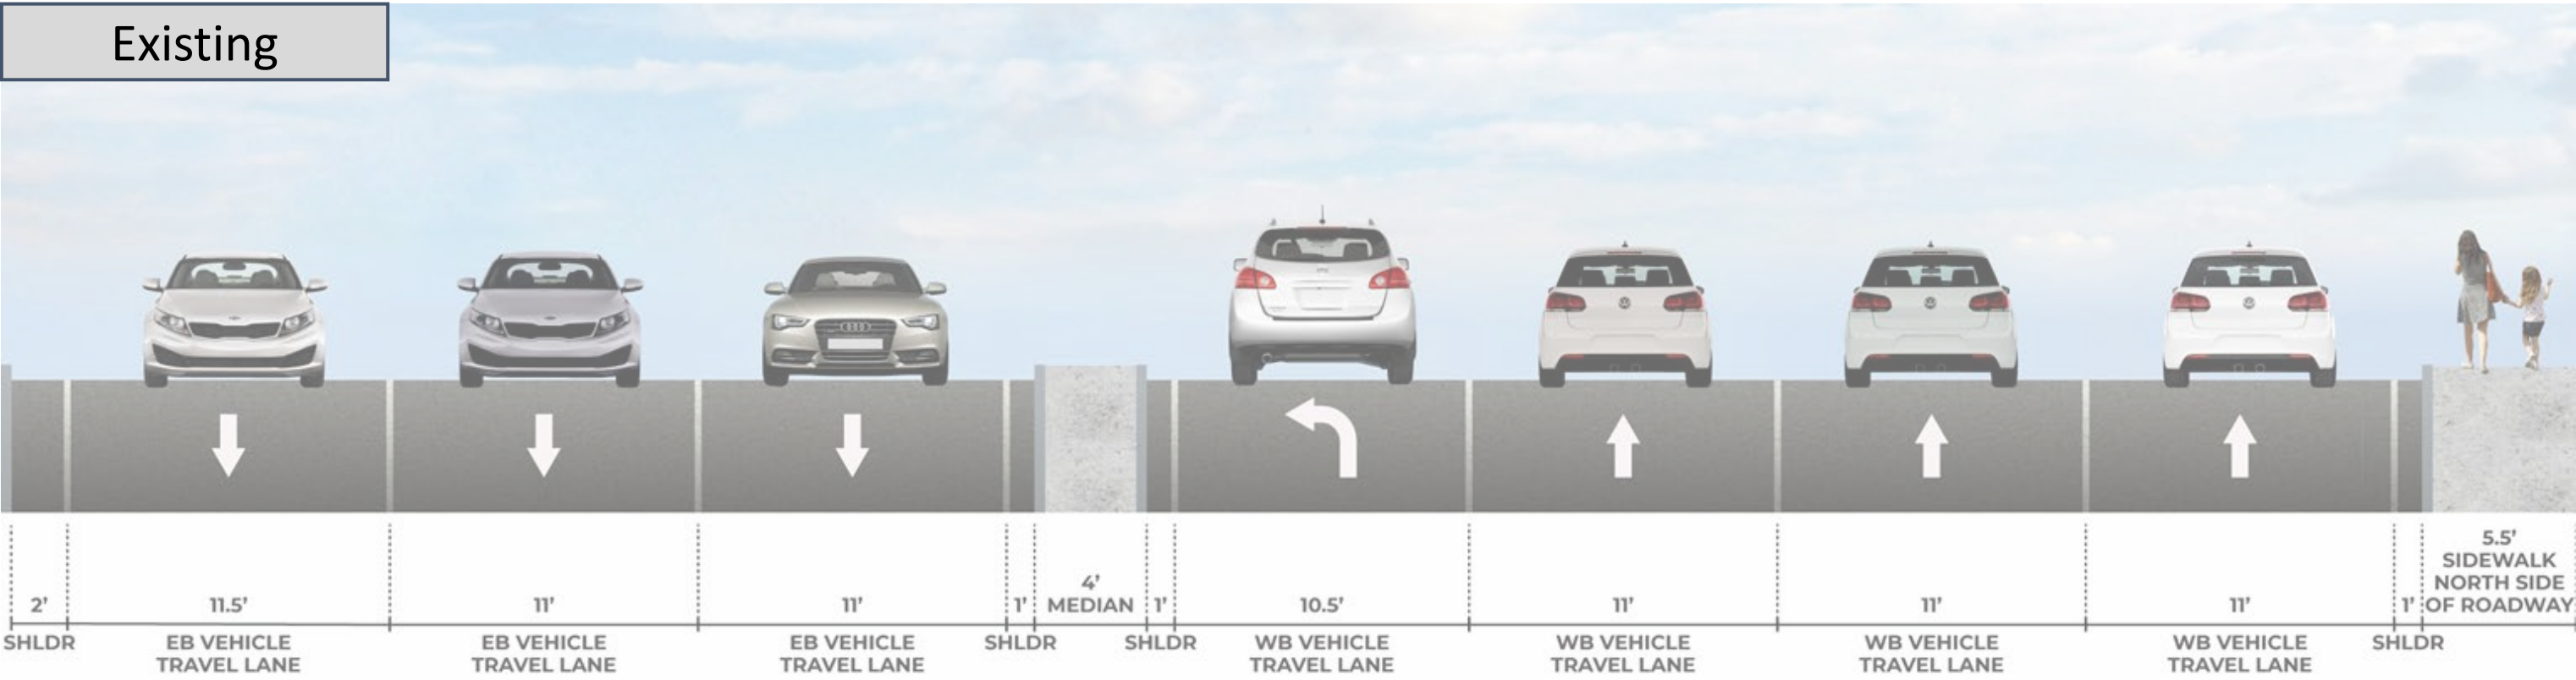 Existing
2'
SHLDR
11.5'
EB VEHICLE
TRAVEL LANE
11'
EB VEHICLE
TRAVEL LANE
11'
EB VEHICLE
TRAVEL LANE
1'
SHLDR
4'
MEDIAN
1'
SHLDR
10.5'
WB VEHICLE
TRAVEL LANE
11'
WB VEHICLE
TRAVEL LANE
11'
WB VEHICLE
TRAVEL LANE
11'
WB VEHICLE
TRAVEL LANE
1'
SHLDR
5.5'
SIDEWALK
NORTH SIDE
OF ROADWAY